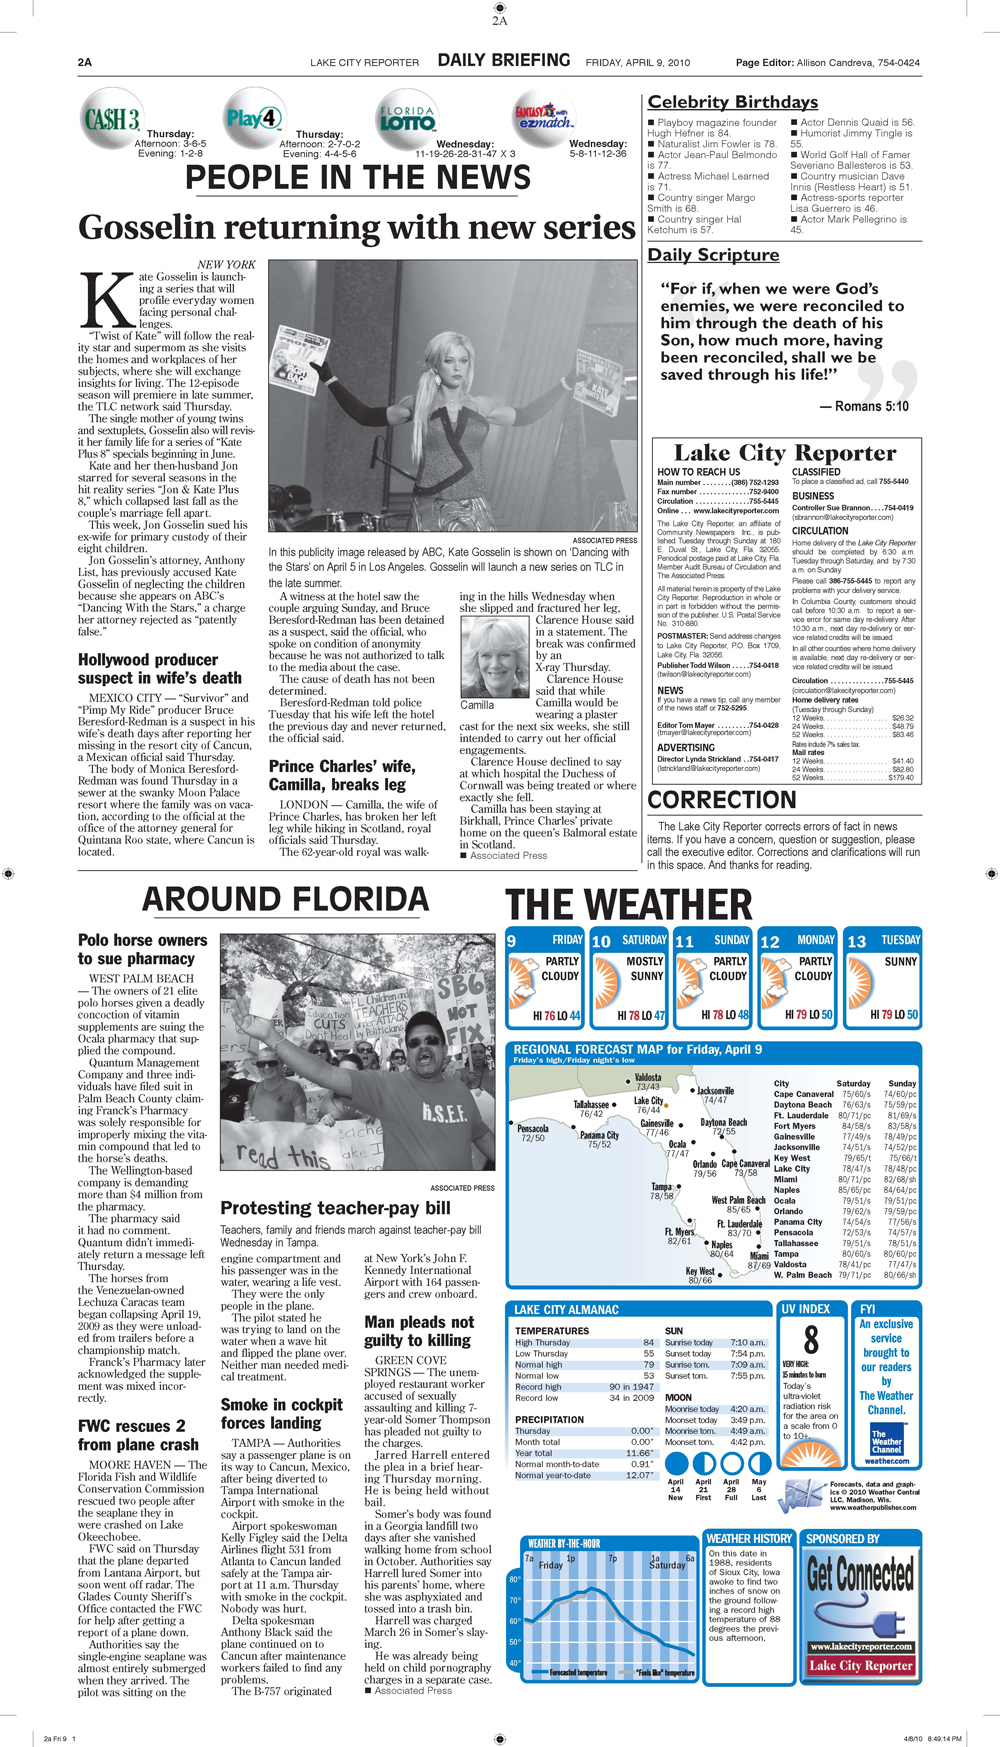 2A
2A
LAKE CITY REPORTER
DAILY BRIEFING
FRIDAY, APRIL 9, 2010
Page Editor: Allison Candreva, 754-0424
CA$H 3
Thursday:
Afternoon: 3-6-5
Evening: 1-2-8
Play4
Thursday:
Afternoon: 2-7-0-2
Evening: 4-4-5-6
FLORIDA
LOTTO
Wednesday:
11-19-26-28-31-47 X 3
FANTASY 5 with
ezmatch
Wednesday:
5-8-11-12-36
PEOPLE IN THE NEWS
Gosselin returning with new series
NEW YORK
Kate Gosselin is launch-
ing a series that will
profile everyday women
facing personal chal-
lenges.
“Twist of Kate” will follow the real-
ity star and supermom as she visits
the homes and workplaces of her
subjects, where she will exchange
insights for living. The 12-episode
season will premiere in late summer,
the TLC network said Thursday.
The single mother of young twins
and sextuplets, Gosselin also will revis-
it her family life for a series of “Kate
Plus 8” specials beginning in June.
Kate and her then-husband Jon
starred for several seasons in the
hit reality series “Jon & Kate Plus
8,” which collapsed last fall as the
couple’s marriage fell apart.
This week, Jon Gosselin sued his
ex-wife for primary custody of their
eight children.
Jon Gosselin’s attorney, Anthony
List, has previously accused Kate
Gosselin of neglecting the children
because she appears on ABC’s
“Dancing With the Stars,” a charge
her attorney rejected as “patently
false.”
Hollywood producer
suspect in wife’s death
MEXICO CITY — “Survivor” and
“Pimp My Ride” producer Bruce
Beresford-Redman is a suspect in his
wife’s death days after reporting her
missing in the resort city of Cancun,
a Mexican official said Thursday.
The body of Monica Beresford-
Redman was found Thursday in a
sewer at the swanky Moon Palace
resort where the family was on vaca-
tion, according to the official at the
office of the attorney general for
Quintana Roo state, where Cancun is
located.
ASSOCIATED PRESS
In this publicity image released by ABC, Kate Gosselin is shown on ‘Dancing with
the Stars’ on April 5 in Los Angeles. Gosselin will launch a new series on TLC in
the late summer.
A witness at the hotel saw the
couple arguing Sunday, and Bruce
Beresford-Redman has been detained
as a suspect, said the official, who
spoke on condition of anonymity
because he was not authorized to talk
to the media about the case.
The cause of death has not been
determined.
Beresford-Redman told police
Tuesday that his wife left the hotel
the previous day and never returned,
the official said.
Prince Charles’ wife,
Camilla, breaks leg
LONDON — Camilla, the wife of
Prince Charles, has broken her left
leg while hiking in Scotland, royal
officials said Thursday.
The 62-year-old royal was walk-
ing in the hills Wednesday when
she slipped and fractured her leg,
Clarence House said
in a statement. The
break was confirmed
by an
X-ray Thursday.
Clarence House
said that while
Camilla would be
wearing a plaster
Camilla
cast for the next six weeks, she still
intended to carry out her official
engagements.
Clarence House declined to say
at which hospital the Duchess of
Cornwall was being treated or where
exactly she fell.
Camilla has been staying at
Birkhall, Prince Charles’ private
home on the queen’s Balmoral estate
in Scotland.
■ Associated Press
Celebrity Birthdays
■ Playboy magazine founder
Hugh Hefner is 84.
■ Naturalist Jim Fowler is 78.
■ Actor Jean-Paul Belmondo
is 77.
■ Actress Michael Learned
is 71.
■ Country singer Margo
Smith is 68.
■ Country singer Hal
Ketchum is 57.
■ Actor Dennis Quaid is 56.
■ Humorist Jimmy Tingle is
55.
■ World Golf Hall of Famer
Severiano Ballesteros is 53.
■ Country musician Dave
Innis (Restless Heart) is 51.
■ Actress-sports reporter
Lisa Guerrero is 46.
■ Actor Mark Pellegrino is
45.
Daily Scripture
“For if, when we were God’s
enemies, we were reconciled to
him through the death of his
Son, how much more, having
been reconciled, shall we be
saved through his life!”
— Romans 5:10
Lake City Reporter
HOW TO REACH US
Main number . . . . . . . .(386) 752-1293
Fax number . . . . . . . . . . . . .752-9400
Circulation . . . . . . . . . . . . . .755-5445
Online . . . www.lakecityreporter.com
The Lake City Reporter, an affiliate of
Community Newspapers Inc., is pub-
lished Tuesday through Sunday at 180
E. Duval St., Lake City, Fla. 32055.
Periodical postage paid at Lake City, Fla.
Member Audit Bureau of Circulation and
The Associated Press.
All material herein is property of the Lake
City Reporter. Reproduction in whole or
in part is forbidden without the permis-
sion of the publisher. U.S. Postal Service
No. 310-880.
POSTMASTER: Send address changes
to Lake City Reporter, P.O. Box 1709,
Lake City, Fla. 32056.
Publisher Todd Wilson . . . . .754-0418
(twilson@lakecityreporter.com)
NEWS
If you have a news tip, call any member
of the news staff or 752-5295
Editor Tom Mayer . . . . . . . . .754-0428
(tmayer@lakecityreporter.com)
ADVERTISING
Director Lynda Strickland . .754-0417
(lstrickland@lakecityreporter.com)
CLASSIFIED
To place a classified ad, call 755-5440
BUSINESS
Controller Sue Brannon. . . .754-0419
(sbrannon@lakecityreporter.com)
CIRCULATION
Home delivery of the Lake City Reporter
should be completed by 6:30 a.m.
Tuesday through Saturday, and by 7:30
a.m. on Sunday.
Please call 386-755-5445 to report any
problems with your delivery service.
In Columbia County, customers should
call before 10:30 a.m. to report a ser-
vice error for same day re-delivery. After
10:30 a.m., next day re-delivery or ser-
vice related credits will be issued.
In all other counties where home delivery
is available, next day re-delivery or ser-
vice related credits will be issued.
Circulation . . . . . . . . . . . . . . .755-5445
(circulation@lakecityreporter.com)
Home delivery rates
(Tuesday through Sunday)
12 Weeks. . . . . . . . . . . . . . . . . . $26.32
24 Weeks. . . . . . . . . . . . . . . . . . $48.79
52 Weeks. . . . . . . . . . . . . . . . . . $83.46
Rates include 7% sales tax.
Mail rates
12 Weeks. . . . . . . . . . . . . . . . . . $41.40
24 Weeks. . . . . . . . . . . . . . . . . . $82.80
52 Weeks. . . . . . . . . . . . . . . . . $179.40
CORRECTION
The Lake City Reporter corrects errors of fact in news
items. If you have a concern, question or suggestion, please
call the executive editor. Corrections and clarifications will run
in this space. And thanks for reading.
AROUND FLORIDA
Polo horse owners
to sue pharmacy
WEST PALM BEACH
— The owners of 21 elite
polo horses given a deadly
concoction of vitamin
supplements are suing the
Ocala pharmacy that sup-
plied the compound.
Quantum Management
Company and three indi-
viduals have filed suit in
Palm Beach County claim-
ing Franck’s Pharmacy
was solely responsible for
improperly mixing the vita-
min compound that led to
the horse’s deaths.
The Wellington-based
company is demanding
more than $4 million from
the pharmacy.
The pharmacy said
it had no comment.
Quantum didn’t immedi-
ately return a message left
Thursday.
The horses from
the Venezuelan-owned
Lechuza Caracas team
began collapsing April 19,
2009 as they were unload-
ed from trailers before a
championship match.
Franck’s Pharmacy later
acknowledged the supple-
ment was mixed incor-
rectly.
FWC rescues 2
from plane crash
MOORE HAVEN — The
Florida Fish and Wildlife
Conservation Commission
rescued two people after
the seaplane they in
were crashed on Lake
Okeechobee.
FWC said on Thursday
that the plane departed
from Lantana Airport, but
soon went off radar. The
Glades County Sheriff’s
Office contacted the FWC
for help after getting a
report of a plane down.
Authorities say the
single-engine seaplane was
almost entirely submerged
when they arrived. The
pilot was sitting on the
Education
CUTS
Don't Heal
FL Children and
TEACHERS
under ATTACK
by Politicians
SB6
NOT
FIX
H.S.E.F.
read this
ASSOCIATED PRESS
Protesting teacher-pay bill
Teachers, family and friends march against teacher-pay bill
Wednesday in Tampa.
engine compartment and
his passenger was in the
water, wearing a life vest.
They were the only
people in the plane.
The pilot stated he
was trying to land on the
water when a wave hit
and flipped the plane over.
Neither man needed medi-
cal treatment.
Smoke in cockpit
forces landing
TAMPA — Authorities
say a passenger plane is on
its way to Cancun, Mexico,
after being diverted to
Tampa International
Airport with smoke in the
cockpit.
Airport spokeswoman
Kelly Figley said the Delta
Airlines flight 531 from
Atlanta to Cancun landed
safely at the Tampa air-
port at 11 a.m. Thursday
with smoke in the cockpit.
Nobody was hurt.
Delta spokesman
Anthony Black said the
plane continued on to
Cancun after maintenance
workers failed to find any
problems.
The B-757 originated
at New York’s John F.
Kennedy International
Airport with 164 passen-
gers and crew onboard.
Man pleads not
guilty to killing
GREEN COVE
SPRINGS — The unem-
ployed restaurant worker
accused of sexually
assaulting and killing 7-
year-old Somer Thompson
has pleaded not guilty to
the charges.
Jarred Harrell entered
the plea in a brief hear-
ing Thursday morning.
He is being held without
bail.
Somer’s body was found
in a Georgia landfill two
days after she vanished
walking home from school
in October. Authorities say
Harrell lured Somer into
his parents’ home, where
she was asphyxiated and
tossed into a trash bin.
Harrell was charged
March 26 in Somer’s slay-
ing.
He was already being
held on child pornography
charges in a separate case.
■ Associated Press
THE WEATHER
9 FRIDAY
PARTLY
CLOUDY
HI 76 LO 44
10 SATURDAY
MOSTLY
SUNNY
HI 78 LO 47
11 SUNDAY
PARTLY
CLOUDY
HI 78 LO 48
12 MONDAY
PARTLY
CLOUDY
HI 79 LO 50
13 TUESDAY
SUNNY
HI 79 LO 50
REGIONAL FORECAST MAP for Friday, April 9
Friday's high/Friday night's low
Valdosta
73/43
Jacksonville
74/47
Tallahassee
76/42
Lake City
76/44
Pensacola
72/50
Panama City
75/52
Gainesville
77/46
Daytona Beach
72/55
Ocala
77/47
Orlando
79/56
Cape Canaveral
73/58
Tampa
78/58
West Palm Beach
85/65
Ft. Lauderdale
83/70
Ft. Myers
82/61
Naples
80/64
Miami
87/69
Key West
80/66
City Saturday Sunday
Cape Canaveral 75/60/s 74/60/pc
Daytona Beach 76/63/s 75/59/pc
Ft. Lauderdale 80/71/pc 81/69/s
Fort Myers 84/58/s 83/58/s
Gainesville 77/49/s 78/49/pc
Jacksonville 74/51/s 74/52/pc
Key West 79/65/t 75/66/t
Lake City 78/47/s 78/48/pc
Miami 80/71/pc 82/68/sh
Naples 85/65/pc 84/64/pc
Ocala 79/51/s 79/51/pc
Orlando 79/62/s 79/59/pc
Panama City 74/54/s 77/56/s
Pensacola 72/53/s 74/57/s
Tallahassee 79/51/s 78/51/s
Tampa 80/60/s 80/60/pc
Valdosta 78/41/pc 77/47/s
W. Palm Beach 79/71/pc 80/66/sh
LAKE CITY ALMANAC
TEMPERATURES
High Thursday 84
Low Thursday 55
Normal high 79
Normal low 53
Record high 90 in 1947
Record low 34 in 2009
PRECIPITATION
Thursday 0.00"
Month total 0.00"
Year total 11.66"
Normal month-to-date 0.91"
Normal year-to-date 12.07"
SUN
Sunrise today 7:10 a.m.
Sunset today 7:54 p.m.
Sunrise tom. 7:09 a.m.
Sunset tom. 7:55 p.m.
MOON
Moonrise today 4:20 a.m.
Moonset today 3:49 p.m.
Moonrise tom. 4:49 a.m.
Moonset tom. 4:42 p.m.
April April April May
14 21 28 6
New First Full Last
UV INDEX
8
VERY HIGH:
15 minutes to burn
Today's
ultra-violet
radiation risk
for the area on
a scale from 0
to 10+.
FYI
An exclusive
service
brought to
our readers
by
The Weather
Channel.
The
Weather
Channel
weather.com
Forecasts, data and graph-
ics © 2010 Weather Central
LLC, Madison, Wis.
www.weatherpublisher.com
WEATHER BY-THE-HOUR
7a 1p 7p 1a 6a
Friday Saturday
80°
70°
60°
50°
40°
Forecasted temperature "Feels like" temperature
WEATHER HISTORY
On this date in
1988, residents
of Sioux City, Iowa
awoke to find two
inches of snow on
the ground follow-
ing a record high
temperature of 88
degrees the previ-
ous afternoon.
SPONSORED BY
Get Connected
www.lakecityreporter.com
Lake City Reporter
2a Fri 9 1
4/8/10 8:49:14 PM